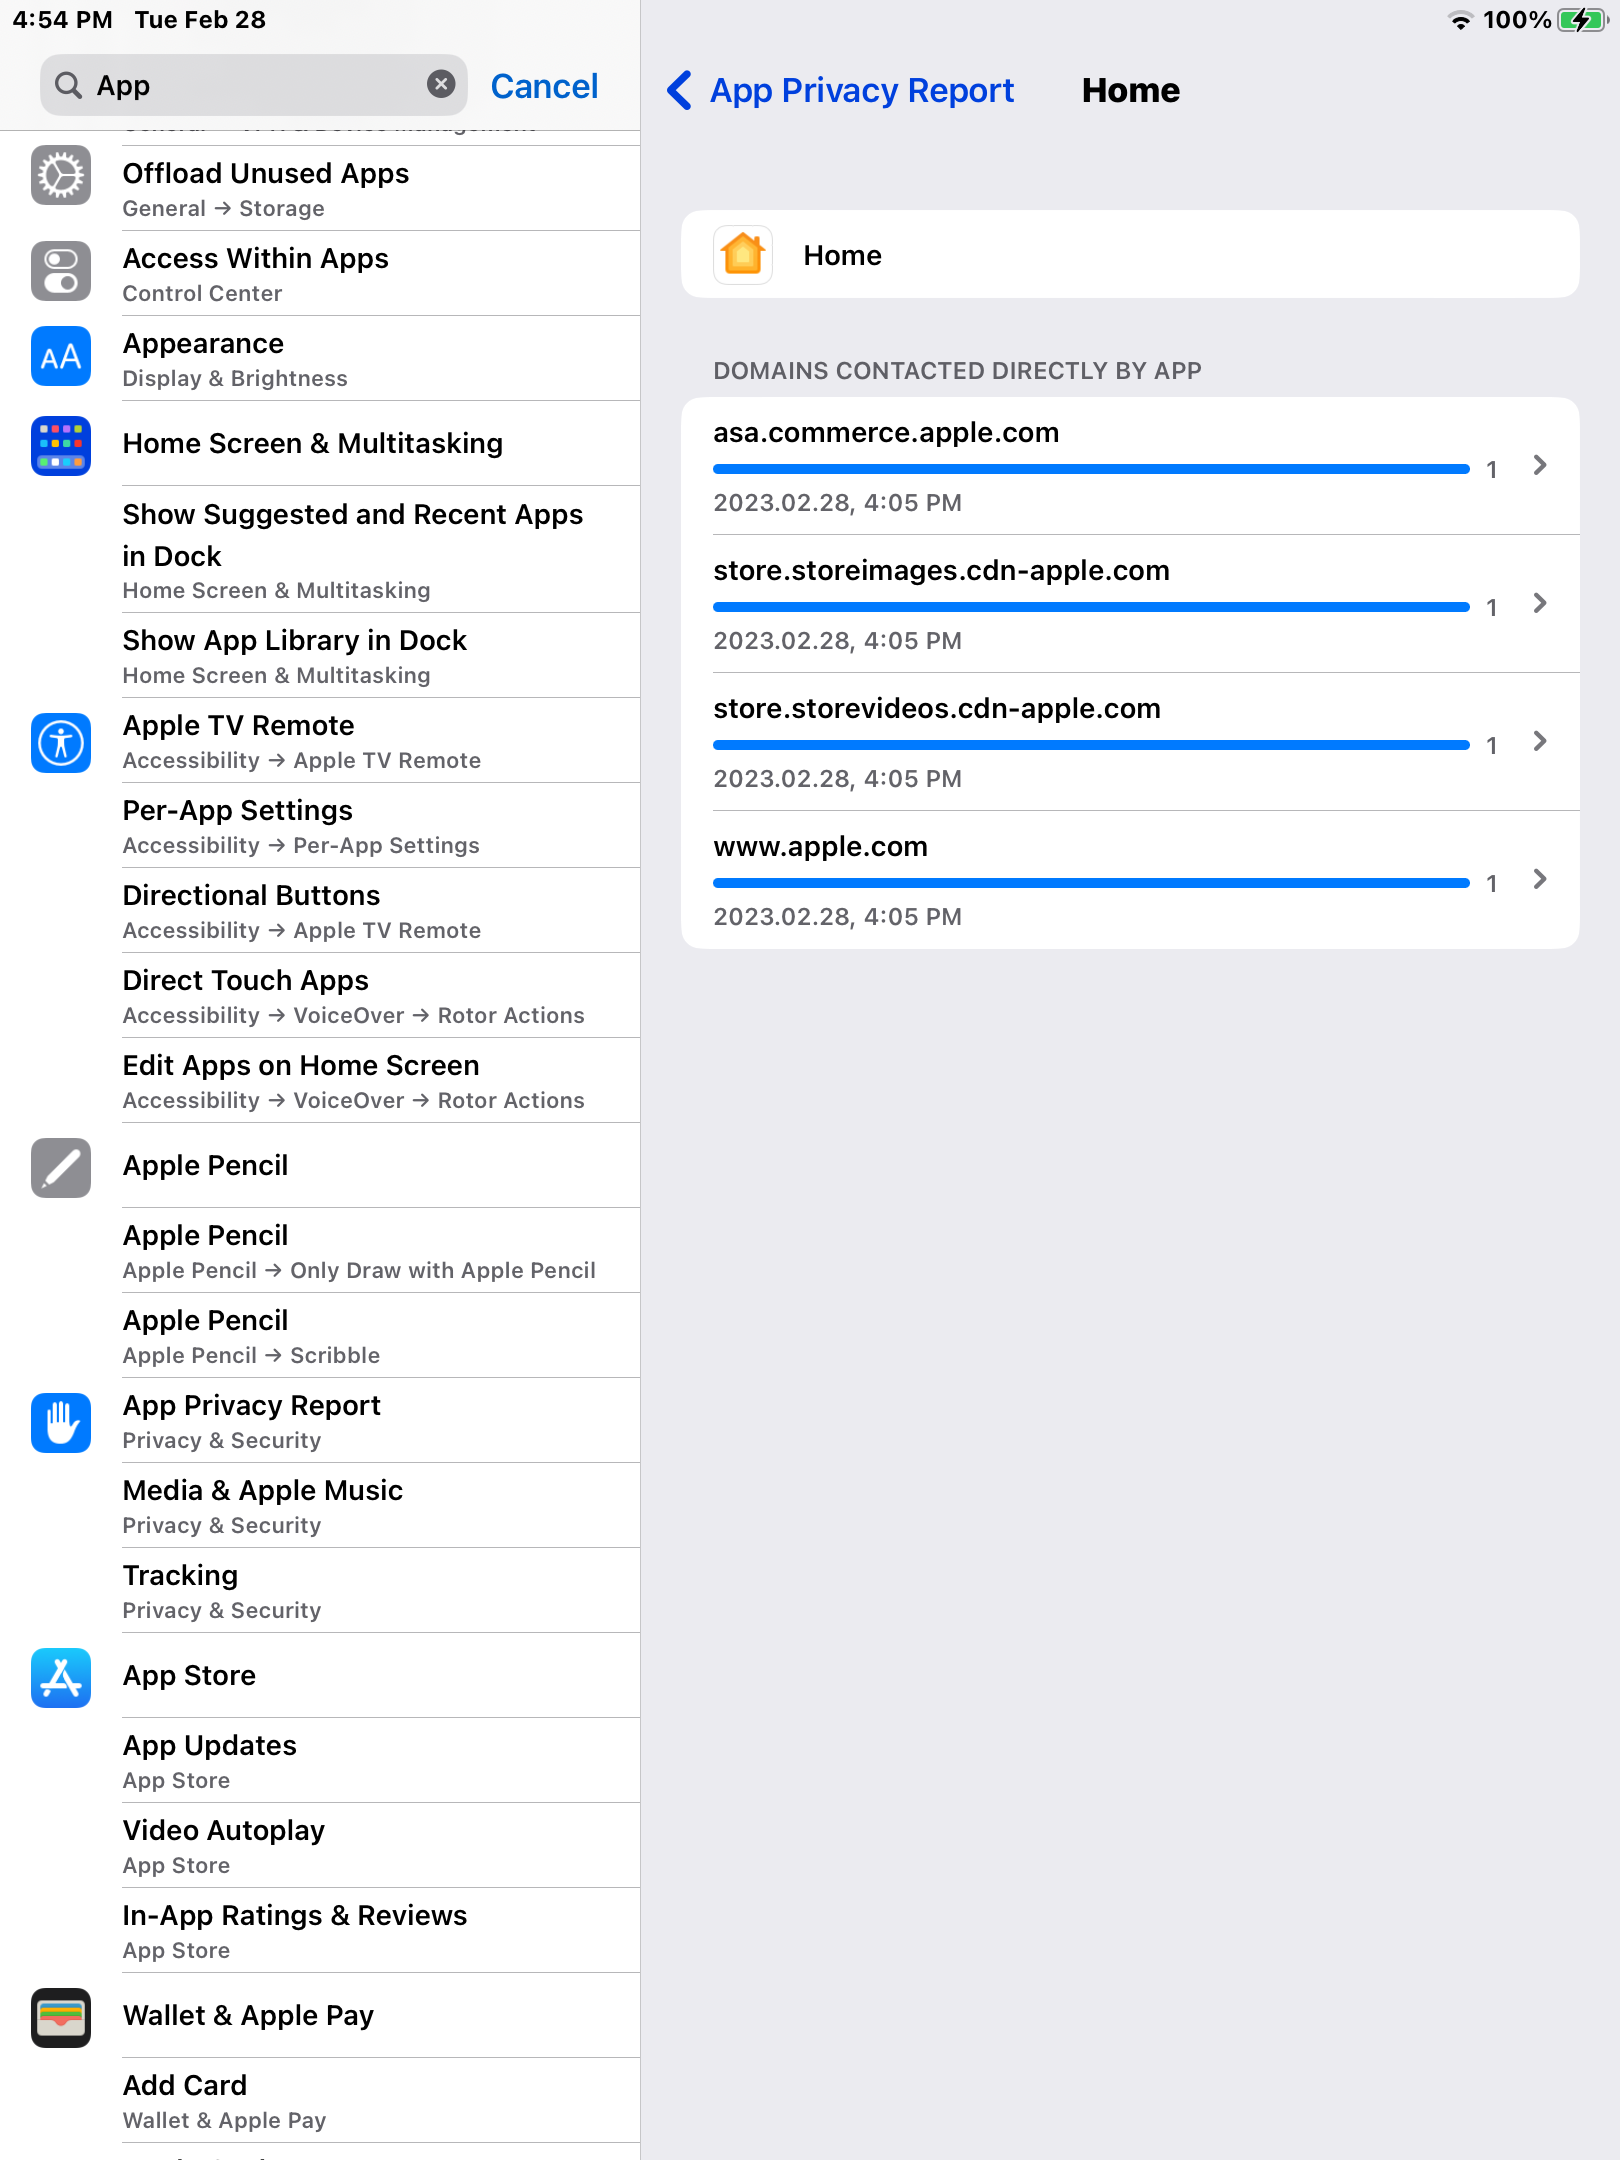 4:54 PM Tue Feb 28
100%
App
Cancel
Offload Unused Apps
General → Storage
Access Within Apps
Control Center
AA
Appearance
Display & Brightness
Home Screen & Multitasking
Show Suggested and Recent Apps
in Dock
Home Screen & Multitasking
Show App Library in Dock
Home Screen & Multitasking
Apple TV Remote
Accessibility → Apple TV Remote
Per-App Settings
Accessibility → Per-App Settings
Directional Buttons
Accessibility → Apple TV Remote
Direct Touch Apps
Accessibility → VoiceOver → Rotor Actions
Edit Apps on Home Screen
Accessibility → VoiceOver → Rotor Actions
Apple Pencil
Apple Pencil
Apple Pencil → Only Draw with Apple Pencil
Apple Pencil
Apple Pencil → Scribble
App Privacy Report
Privacy & Security
Media & Apple Music
Privacy & Security
Tracking
Privacy & Security
App Store
App Updates
App Store
Video Autoplay
App Store
In-App Ratings & Reviews
App Store
Wallet & Apple Pay
Add Card
Wallet & Apple Pay
App Privacy Report
Home
Home
DOMAINS CONTACTED DIRECTLY BY APP
asa.commerce.apple.com
1
2023.02.28, 4:05 PM
store.storeimages.cdn-apple.com
1
2023.02.28, 4:05 PM
store.storevideos.cdn-apple.com
1
2023.02.28, 4:05 PM
www.apple.com
1
2023.02.28, 4:05 PM